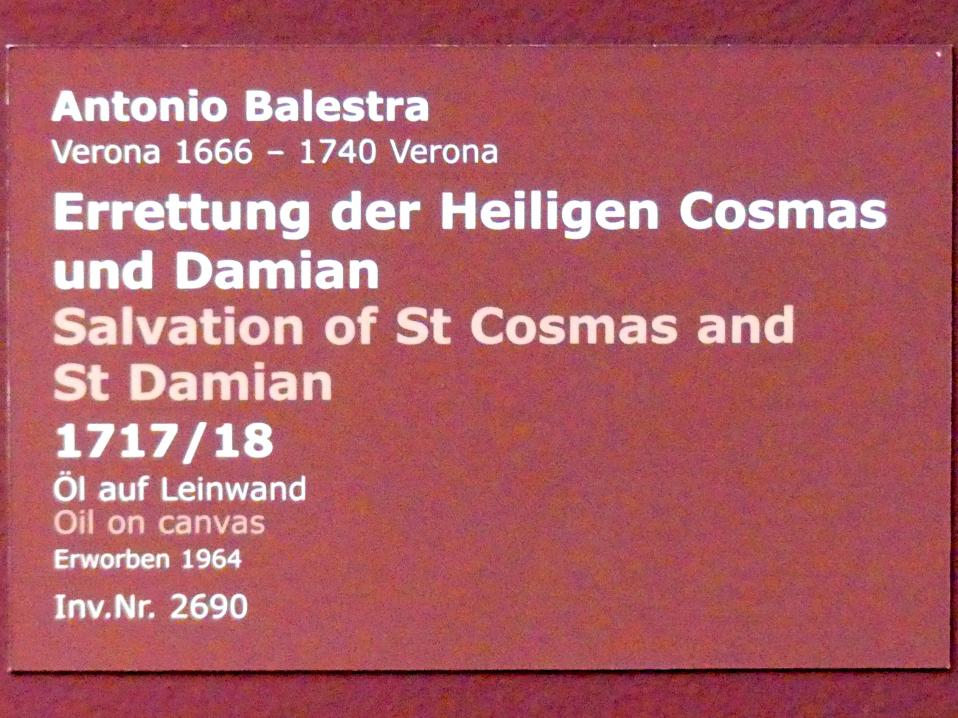 Antonio Balestra
Verona 1666 – 1740 Verona
Errettung der Heiligen Cosmas
und Damian
Salvation of St Cosmas and
St Damian
1717/18
Öl auf Leinwand
Oil on canvas
Erworben 1964
Inv.Nr. 2690